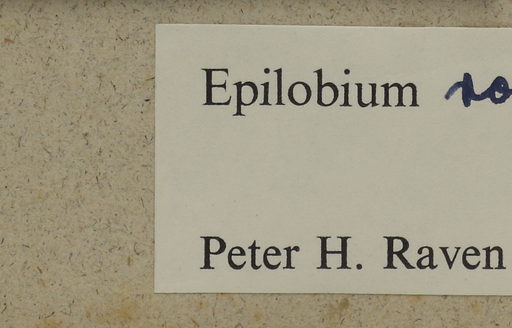 Epilobium
Peter H. Raven